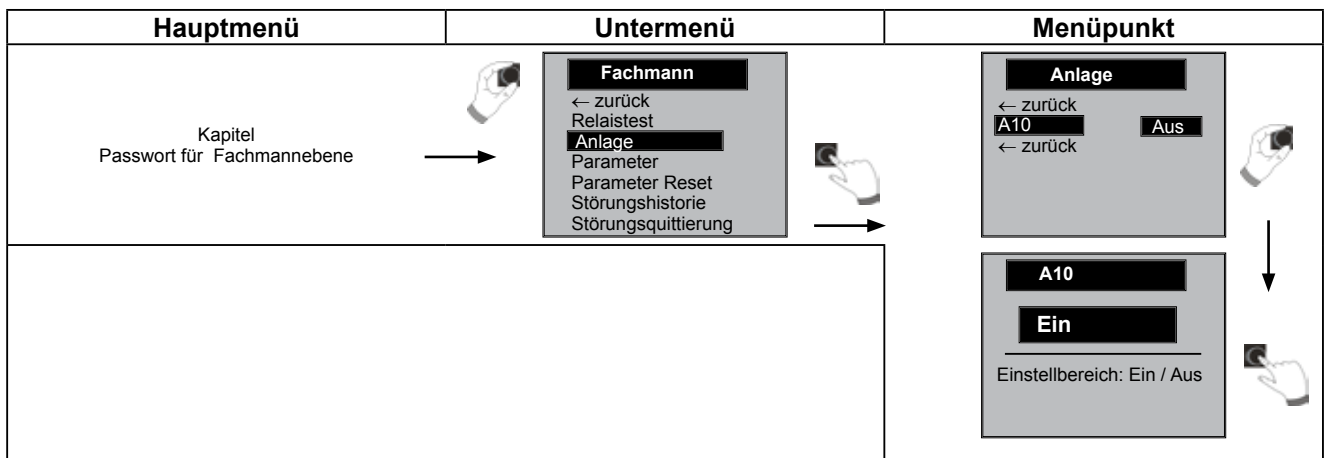 Hauptmenü
Untermenü
Menüpunkt
Kapitel
Passwort für Fachmannebene
Fachmann
← zurück
Relaistest
Anlage
Parameter
Parameter Reset
Störungshistorie
Störungsquittierung
Anlage
← zurück
A10 Aus
← zurück
A10
Ein
Einstellbereich: Ein / Aus